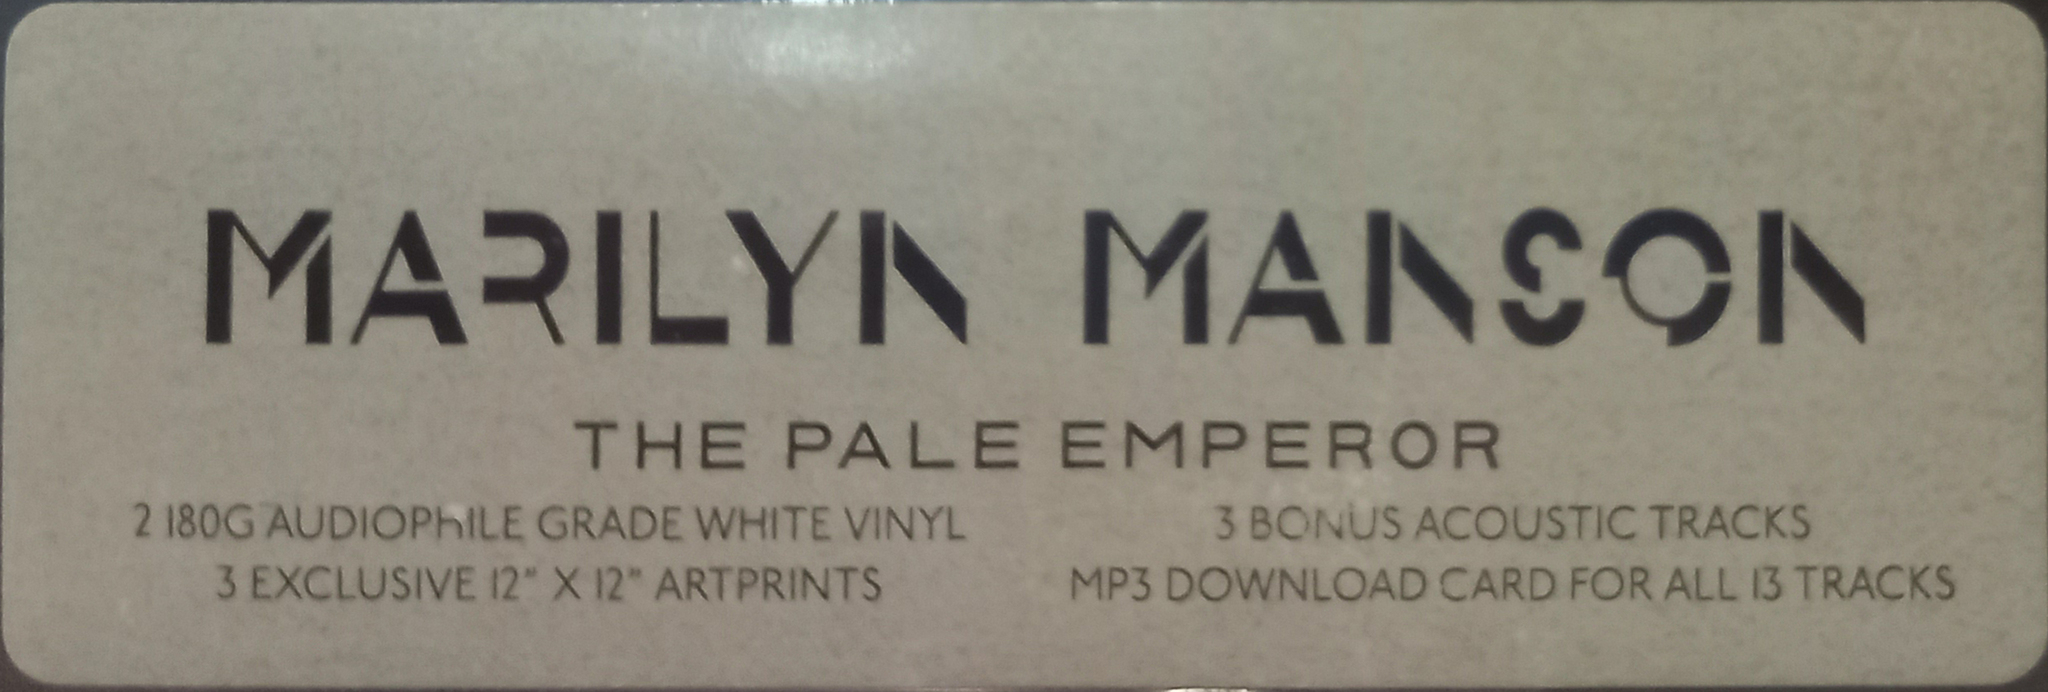 MARILYN MANSON
THE PALE EMPEROR
2 180G AUDIOPhILE GRADE WHITE VINYL
3 EXCLUSIVE 12" X 12" ARTPRINTS
3 BONUS ACOUSTIC TRACKS
MP3 DOWNLOAD CARD FOR ALL 13 TRACKS